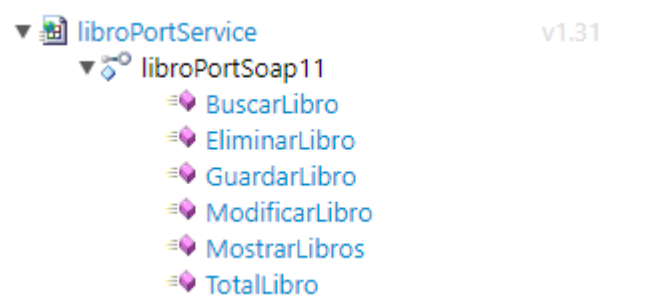 libroPortService v1.31
libroPortSoap11
BuscarLibro
EliminarLibro
GuardarLibro
ModificarLibro
MostrarLibros
TotalLibro